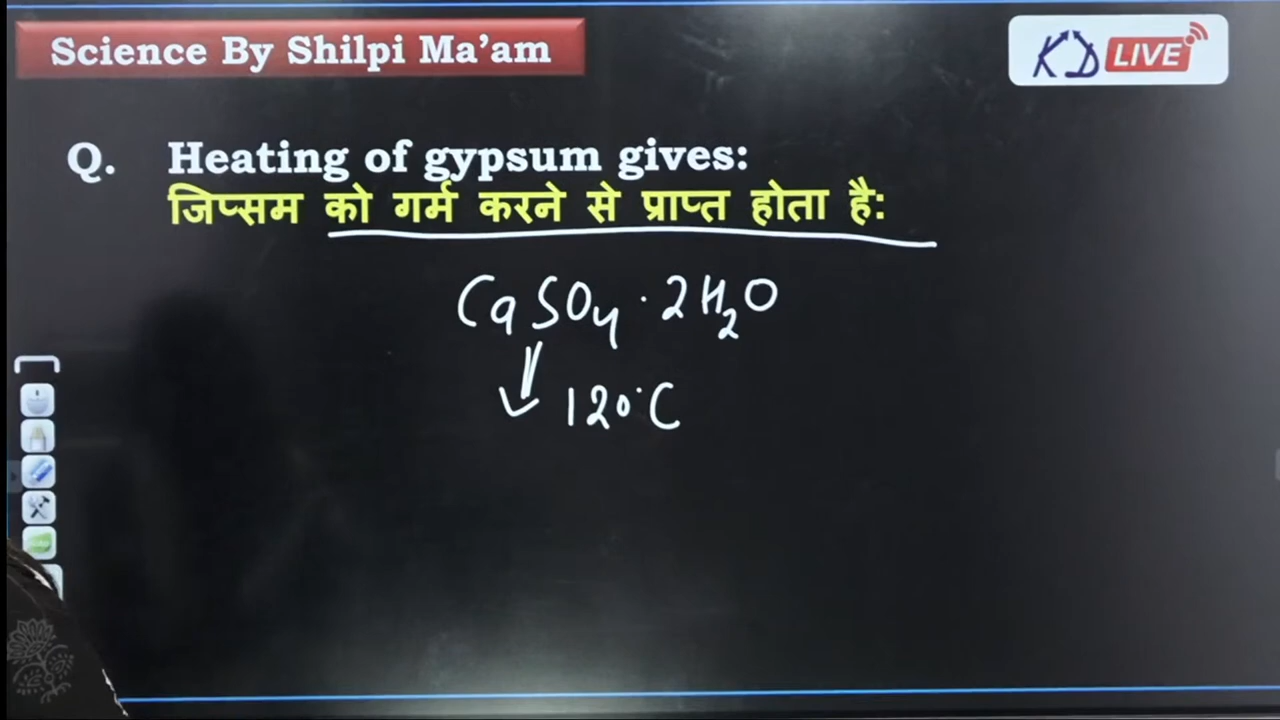 Science By Shilpi Ma'am
KD LIVE
Q. Heating of gypsum gives:
जिप्सम को गर्म करने से प्राप्त होता है:
CaSO4 · 2H2O
120°C